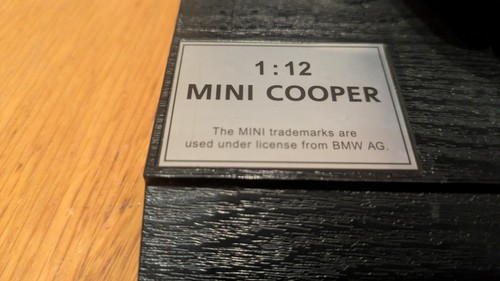 1:12
MINI COOPER
The MINI trademarks are
used under license from BMW AG.